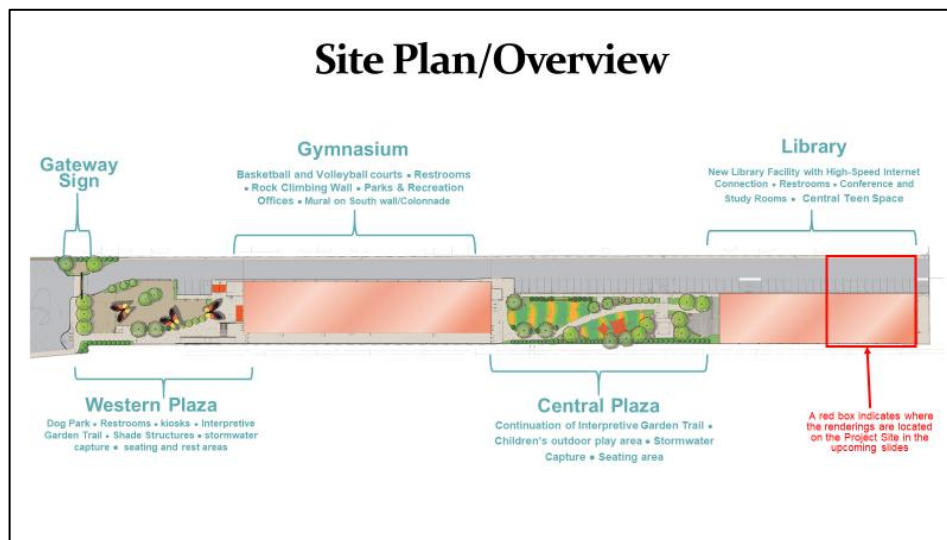 Site Plan/Overview
Gateway
Sign
Gymnasium
Basketball and Volleyball courts • Restrooms
• Rock Climbing Wall • Parks & Recreation
Offices • Mural on South wall/Colonnade
Library
New Library Facility with High-Speed Internet
Connection • Restrooms • Conference and
Study Rooms • Central Teen Space
Western Plaza
Dog Park • Restrooms • kiosks • Interpretive
Garden Trail • Shade Structures • stormwater
capture • seating and rest areas
Central Plaza
Continuation of Interpretive Garden Trail •
Children's outdoor play area • Stormwater
Capture • Seating area
A red box indicates where
the renderings are located
on the Project Site in the
upcoming slides